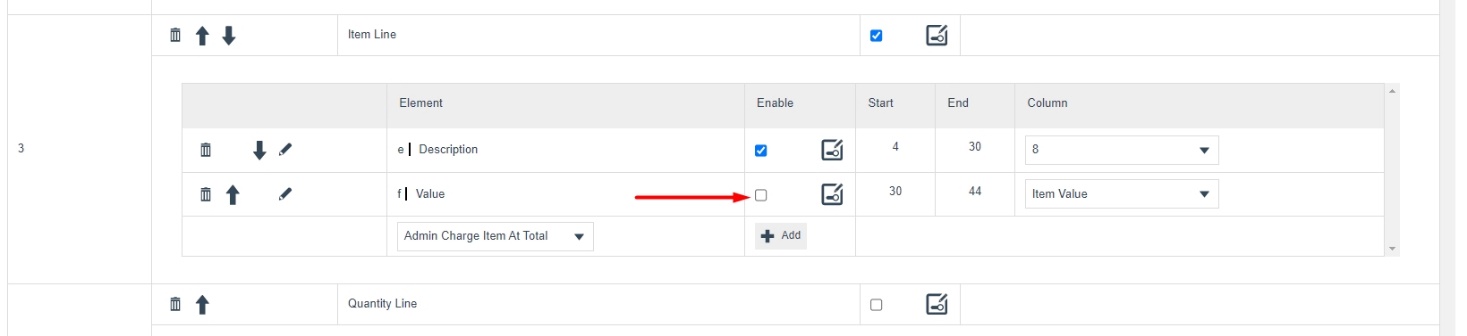 Item Line
Element Enable Start End Column
3
e Description 4 30 8
f Value 30 44 Item Value
Admin Charge Item At Total Add
Quantity Line